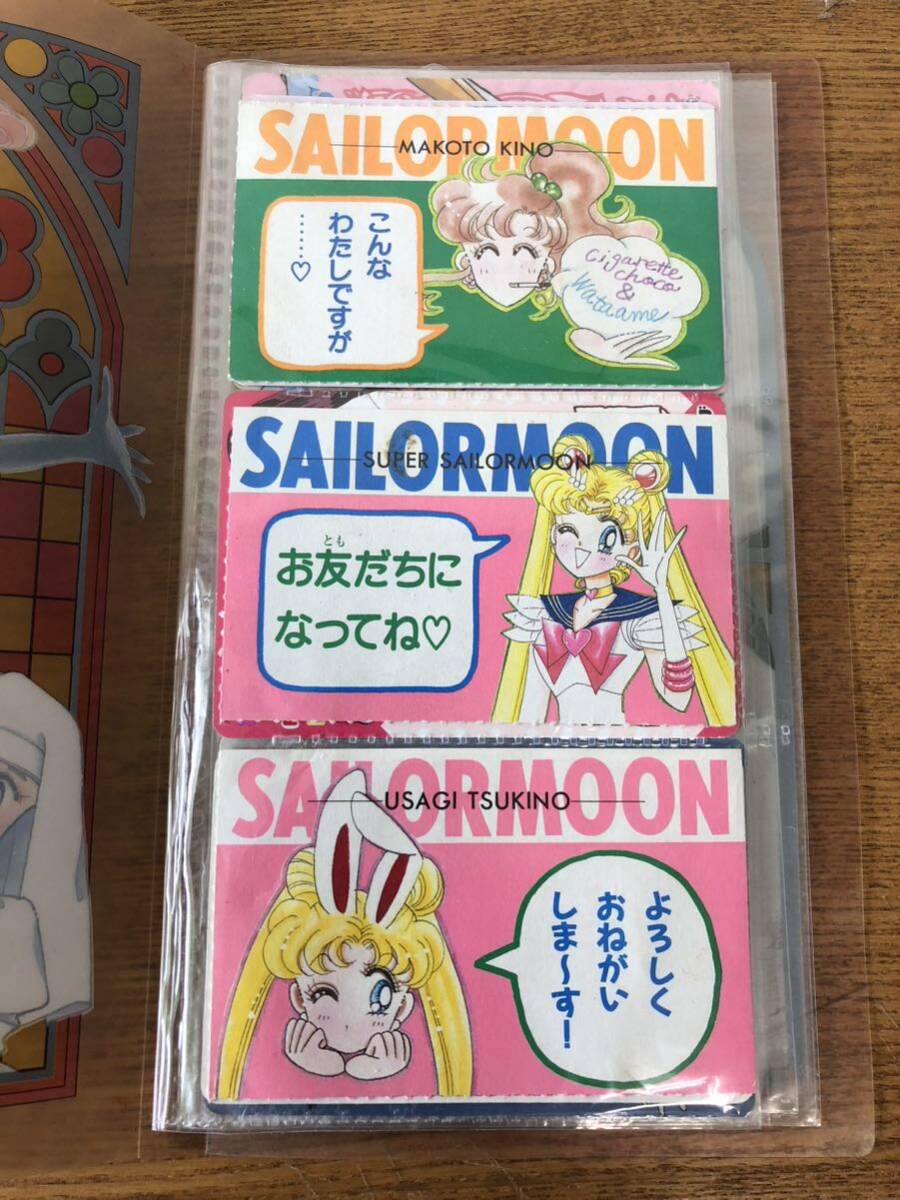 SAILORMOON
MAKOTO KINO
こんな
わたしですが
……♡
Cigarette
choco
&
Wataame
SAILORMOON
SUPER SAILORMOON
とも
お友だちに
なってね♡
SAILORMOON
USAGI TSUKINO
よろしく
おねがい
しま〜す！